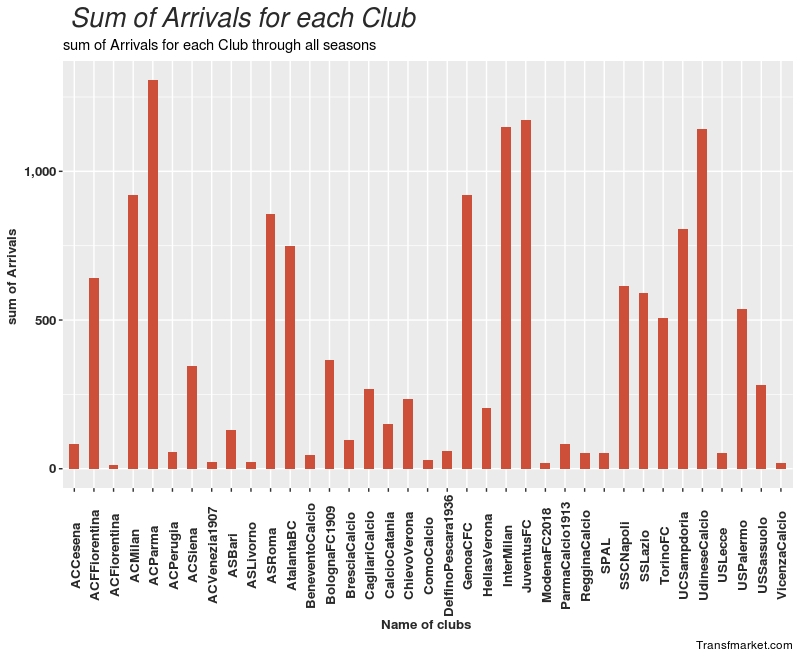 Sum of Arrivals for each Club
sum of Arrivals for each Club through all seasons
sum of Arrivals
1,000
500
0
ACCesena
ACFFiorentina
ACFiorentina
ACMilan
ACParma
ACPerugia
ACSiena
ACVenezia1907
ASBari
ASLivorno
ASRoma
AtalantaBC
BeneventoCalcio
BolognaFC1909
BresciaCalcio
CagliariCalcio
CalcioCatania
ChievoVerona
ComoCalcio
DelfinoPescara1936
GenoaCFC
HellasVerona
InterMilan
JuventusFC
ModenaFC2018
ParmaCalcio1913
RegginaCalcio
SPAL
SSCNapoli
SSLazio
TorinoFC
UCSampdoria
UdineseCalcio
USLecce
USPalermo
USSassuolo
VicenzaCalcio
Name of clubs
Transfmarket.com